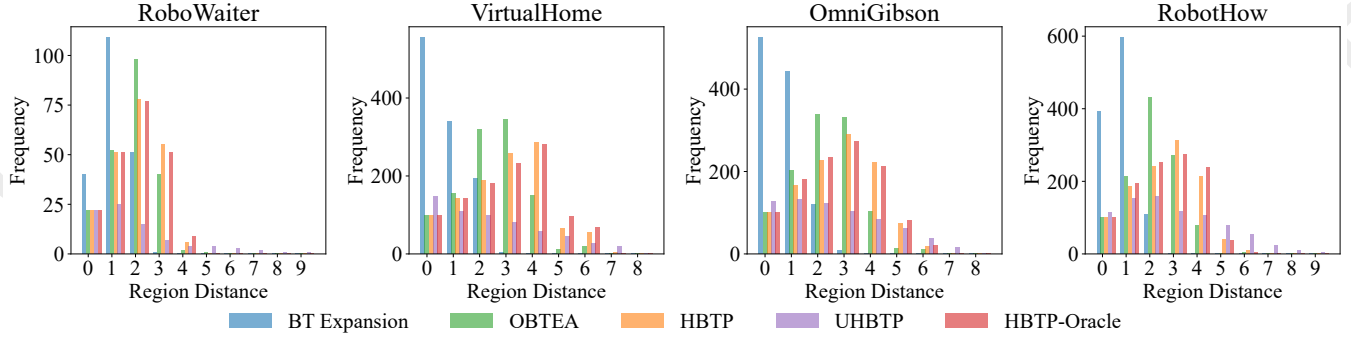 RoboWaiter
VirtualHome
OmniGibson
RobotHow
Frequency
100
75
50
25
0
0 1 2 3 4 5 6 7 8 9
Region Distance
Frequency
400
200
0
0 1 2 3 4 5 6 7 8
Region Distance
Frequency
400
200
0
0 1 2 3 4 5 6 7 8
Region Distance
Frequency
600
400
200
0
0 1 2 3 4 5 6 7 8 9
Region Distance
BT Expansion OBTEA HBTP UHBTP HBTP-Oracle